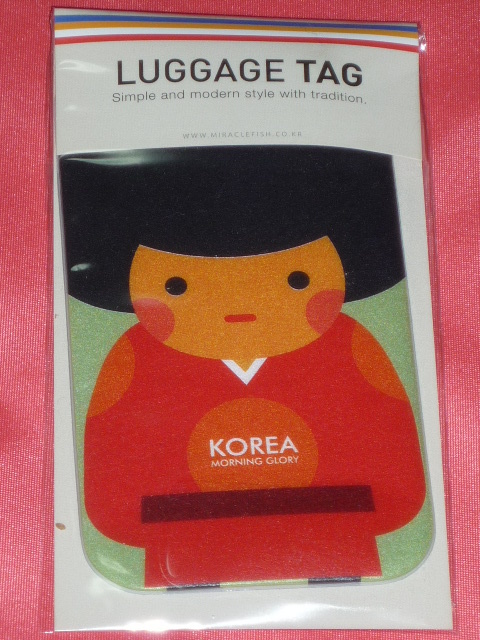 LUGGAGE TAG
Simple and modern style with tradition.
WWW.MIRACLEFISH.CO.KR
KOREA
MORNING GLORY